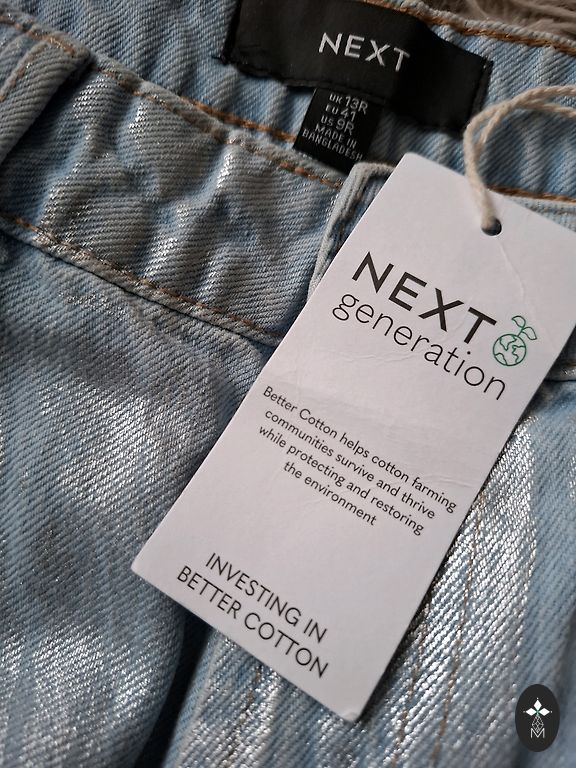 NEXT
UK 13R
EU 41
US 9R
MADE IN
BANGLADESH
NEXT
generation
Better Cotton helps cotton farming
communities survive and thrive
while protecting and restoring
the environment
INVESTING IN
BETTER COTTON
M